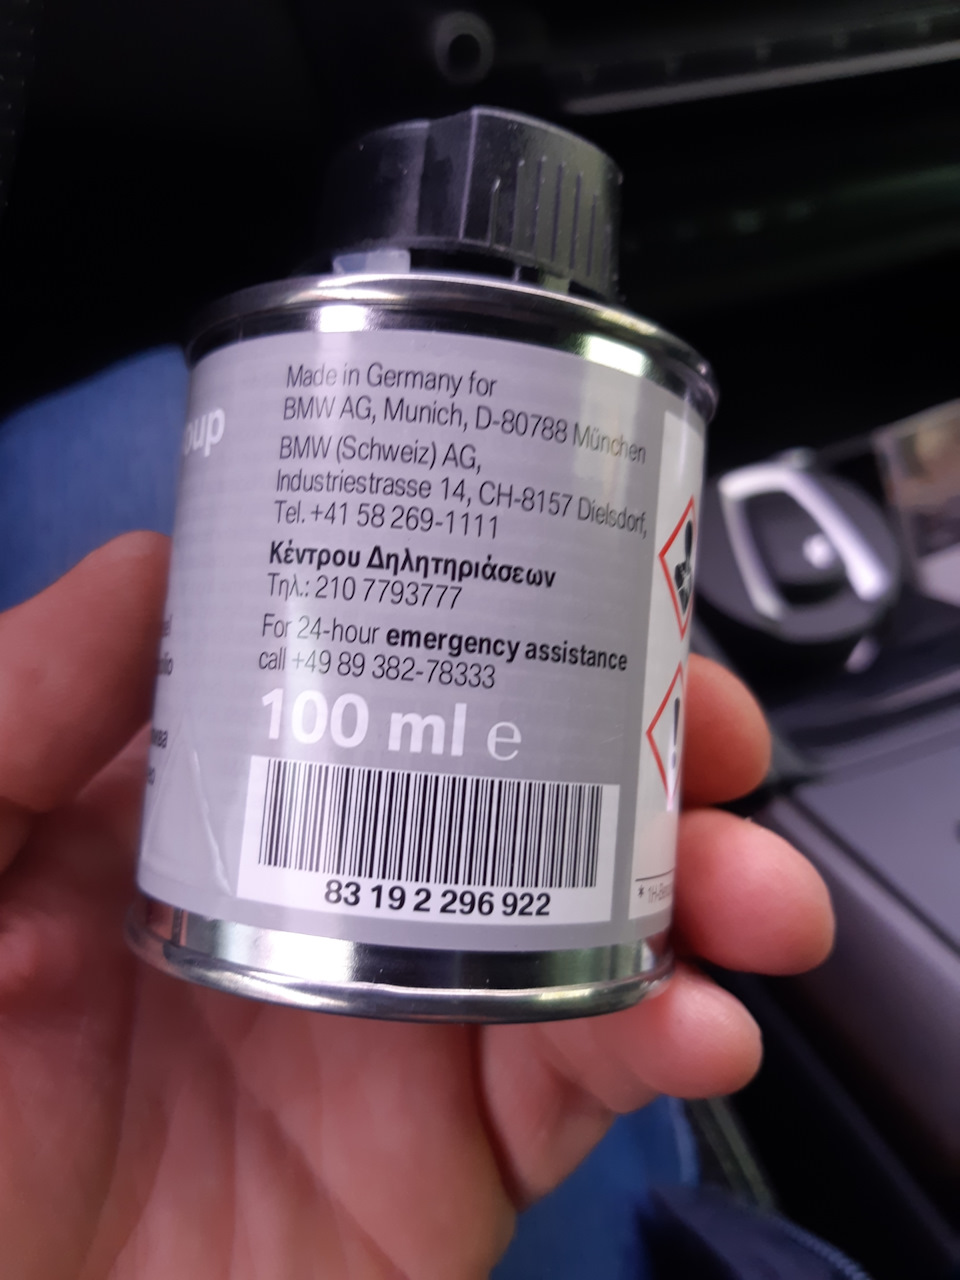 oup
Made in Germany for
BMW AG, Munich, D-80788 München
BMW (Schweiz) AG,
Industriestrasse 14, CH-8157 Dielsdorf,
Tel. +41 58 269-1111
Κέντρου Δηλητηριάσεων
Τηλ.: 210 7793777
For 24-hour emergency assistance
call +49 89 382-78333
100 ml e
83 19 2 296 922